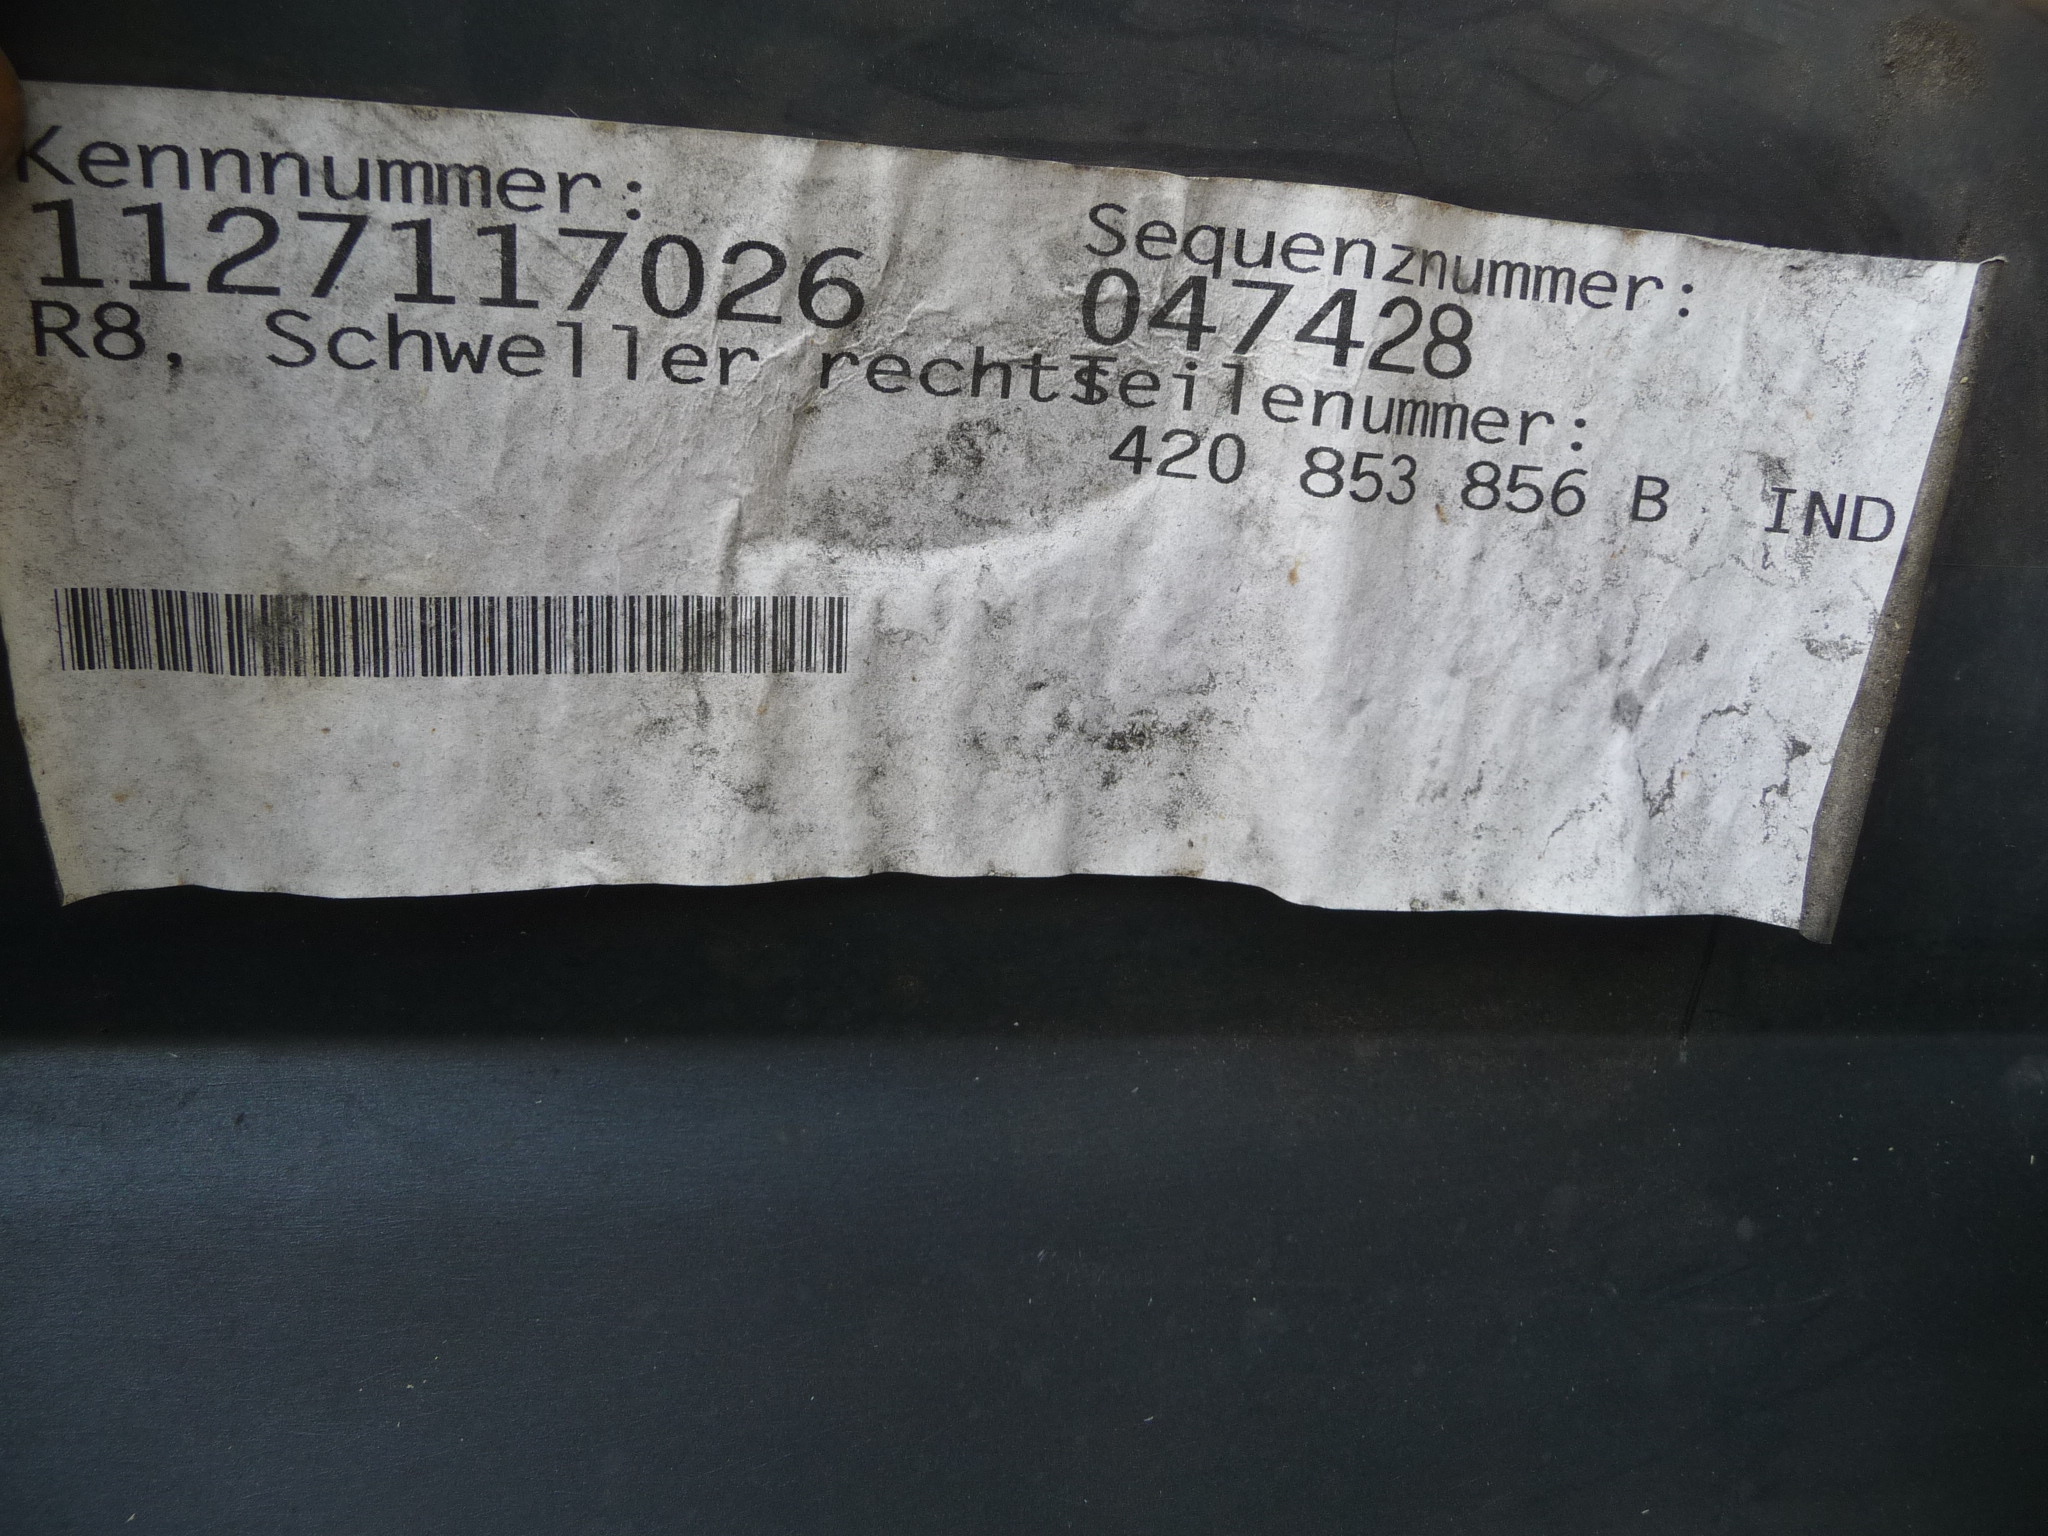 Kennnummer:
1127117026
R8, Schweller rechts
Sequenznummer:
047428
Teilenummer:
420 853 856 B IND